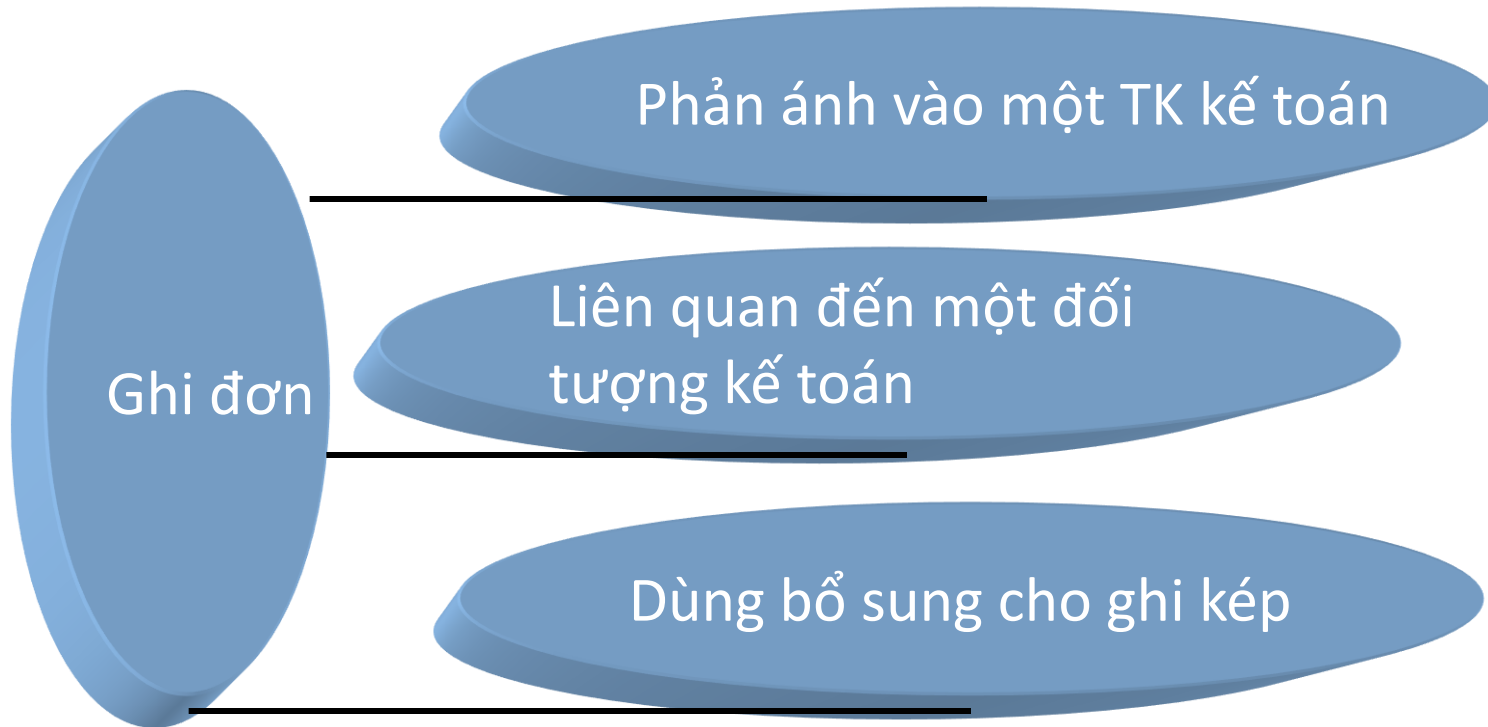 Phản ánh vào một TK kế toán
Liên quan đến một đối
tượng kế toán
Ghi đơn
Dùng bổ sung cho ghi kép